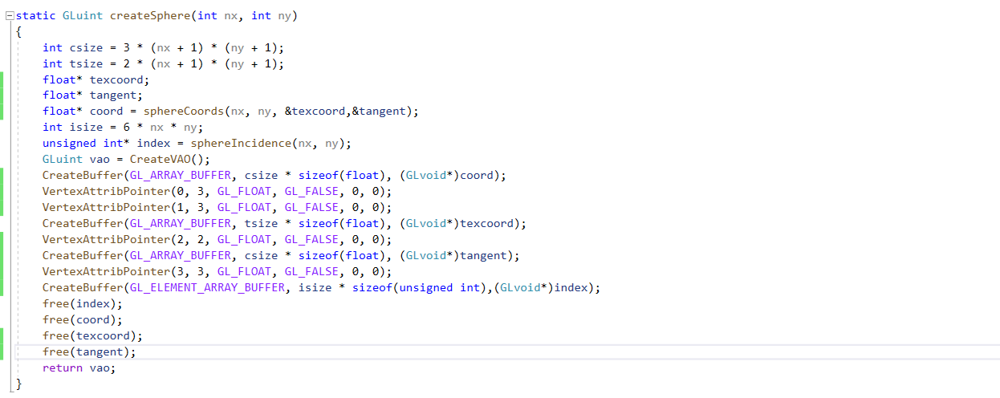 static GLuint createSphere(int nx, int ny)
{
    int csize = 3 * (nx + 1) * (ny + 1);
    int tsize = 2 * (nx + 1) * (ny + 1);
    float* texcoord;
    float* tangent;
    float* coord = sphereCoords(nx, ny, &texcoord,&tangent);
    int isize = 6 * nx * ny;
    unsigned int* index = sphereIncidence(nx, ny);
    GLuint vao = CreateVAO();
    CreateBuffer(GL_ARRAY_BUFFER, csize * sizeof(float), (GLvoid*)coord);
    VertexAttribPointer(0, 3, GL_FLOAT, GL_FALSE, 0, 0);
    VertexAttribPointer(1, 3, GL_FLOAT, GL_FALSE, 0, 0);
    CreateBuffer(GL_ARRAY_BUFFER, tsize * sizeof(float), (GLvoid*)texcoord);
    VertexAttribPointer(2, 2, GL_FLOAT, GL_FALSE, 0, 0);
    CreateBuffer(GL_ARRAY_BUFFER, csize * sizeof(float), (GLvoid*)tangent);
    VertexAttribPointer(3, 3, GL_FLOAT, GL_FALSE, 0, 0);
    CreateBuffer(GL_ELEMENT_ARRAY_BUFFER, isize * sizeof(unsigned int),(GLvoid*)index);
    free(index);
    free(coord);
    free(texcoord);
    free(tangent);
    return vao;
}